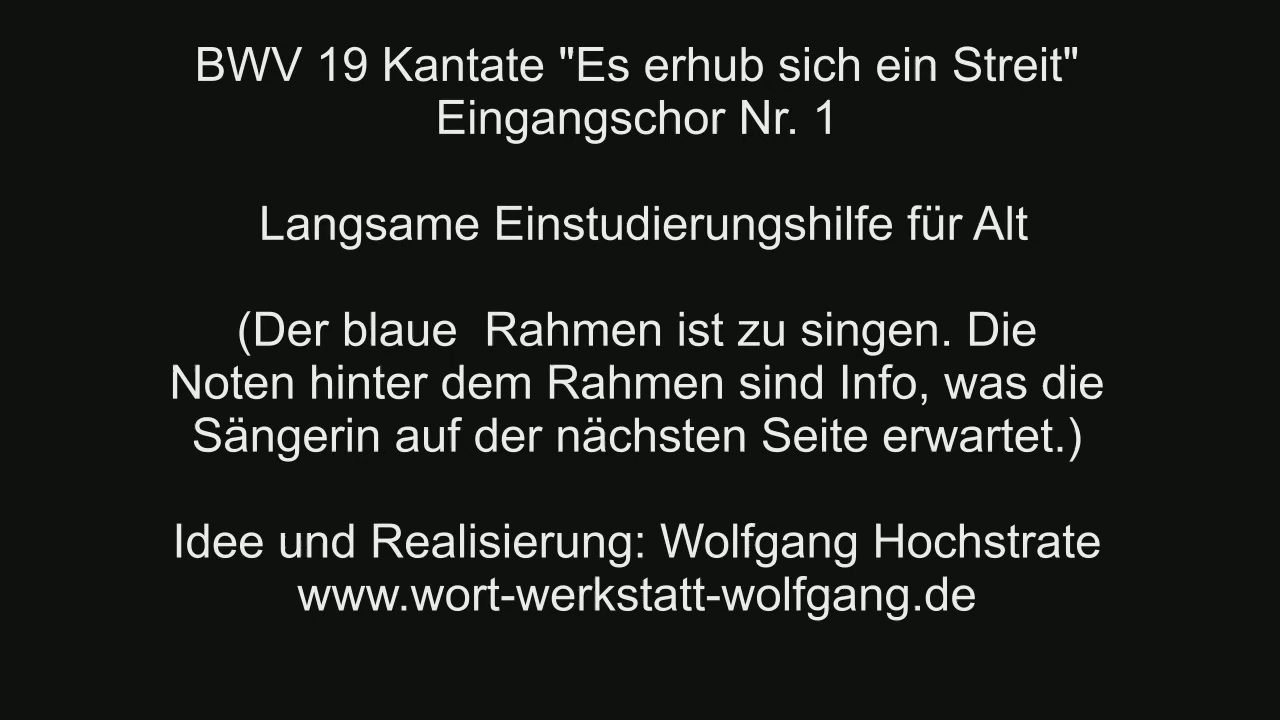 BWV 19 Kantate "Es erhub sich ein Streit"
Eingangschor Nr. 1
Langsame Einstudierungshilfe für Alt
(Der blaue  Rahmen ist zu singen. Die
Noten hinter dem Rahmen sind Info, was die
Sängerin auf der nächsten Seite erwartet.)
Idee und Realisierung: Wolfgang Hochstrate
www.wort-werkstatt-wolfgang.de